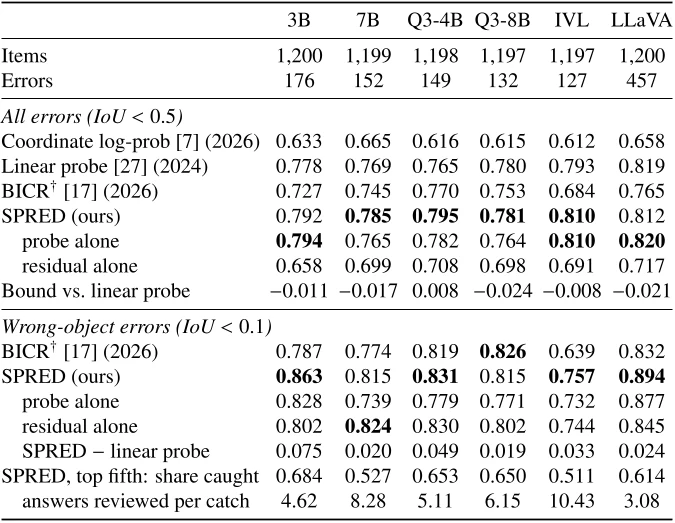 3B 7B Q3-4B Q3-8B IVL LLaVA
Items 1,200 1,199 1,198 1,197 1,197 1,200
Errors 176 152 149 132 127 457
All errors (IoU < 0.5)
Coordinate log-prob [7] (2026) 0.633 0.665 0.616 0.615 0.612 0.658
Linear probe [27] (2024) 0.778 0.769 0.765 0.780 0.793 0.819
BICR† [17] (2026) 0.727 0.745 0.770 0.753 0.684 0.765
SPRED (ours) 0.792 0.785 0.795 0.781 0.810 0.812
probe alone 0.794 0.765 0.782 0.764 0.810 0.820
residual alone 0.658 0.699 0.708 0.698 0.691 0.717
Bound vs. linear probe −0.011 −0.017 0.008 −0.024 −0.008 −0.021
Wrong-object errors (IoU < 0.1)
BICR† [17] (2026) 0.787 0.774 0.819 0.826 0.639 0.832
SPRED (ours) 0.863 0.815 0.831 0.815 0.757 0.894
probe alone 0.828 0.739 0.779 0.771 0.732 0.877
residual alone 0.802 0.824 0.830 0.802 0.744 0.845
SPRED − linear probe 0.075 0.020 0.049 0.019 0.033 0.024
SPRED, top fifth: share caught 0.684 0.527 0.653 0.650 0.511 0.614
answers reviewed per catch 4.62 8.28 5.11 6.15 10.43 3.08